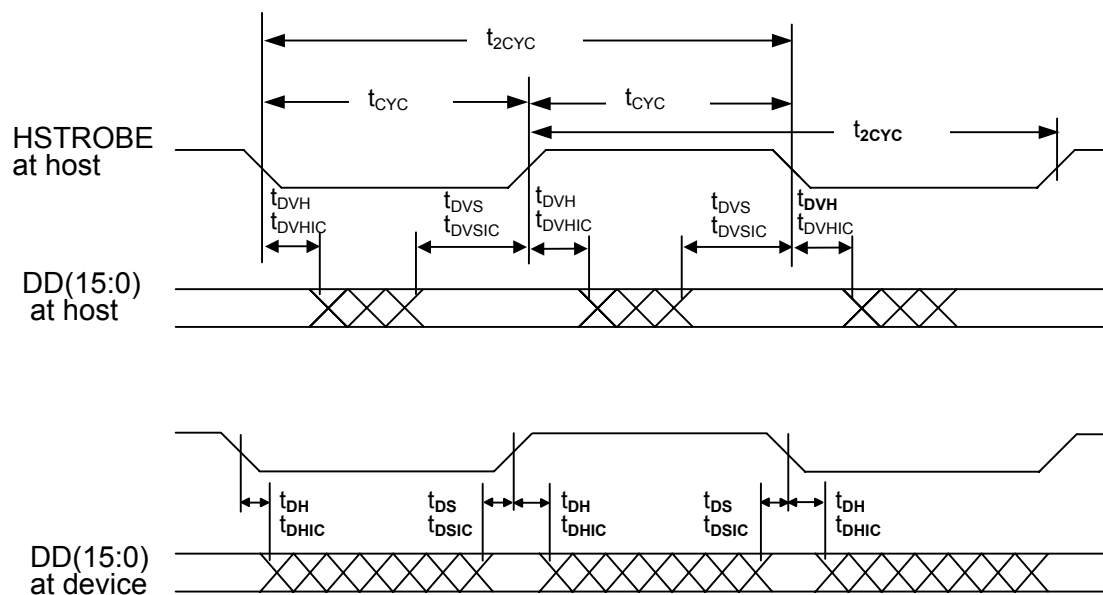 t2CYC
tCYC tCYC
HSTROBE
at host
t2CYC
tDVH tDVS tDVH tDVS tDVH
tDVHIC tDVSIC tDVHIC tDVSIC tDVHIC
DD(15:0)
at host
tDH tDS tDH tDS tDH
tDHIC tDSIC tDHIC tDSIC tDHIC
DD(15:0)
at device